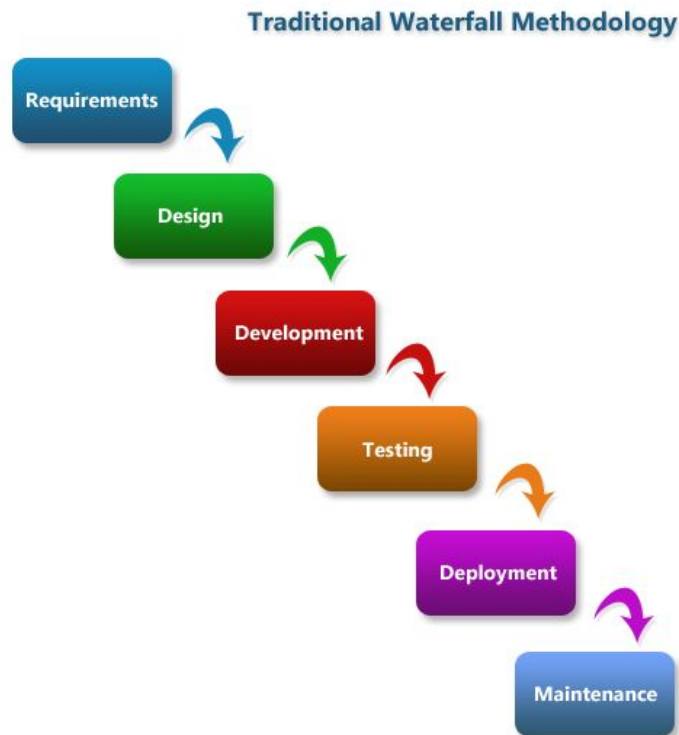 Traditional Waterfall Methodology
Requirements
Design
Development
Testing
Deployment
Maintenance